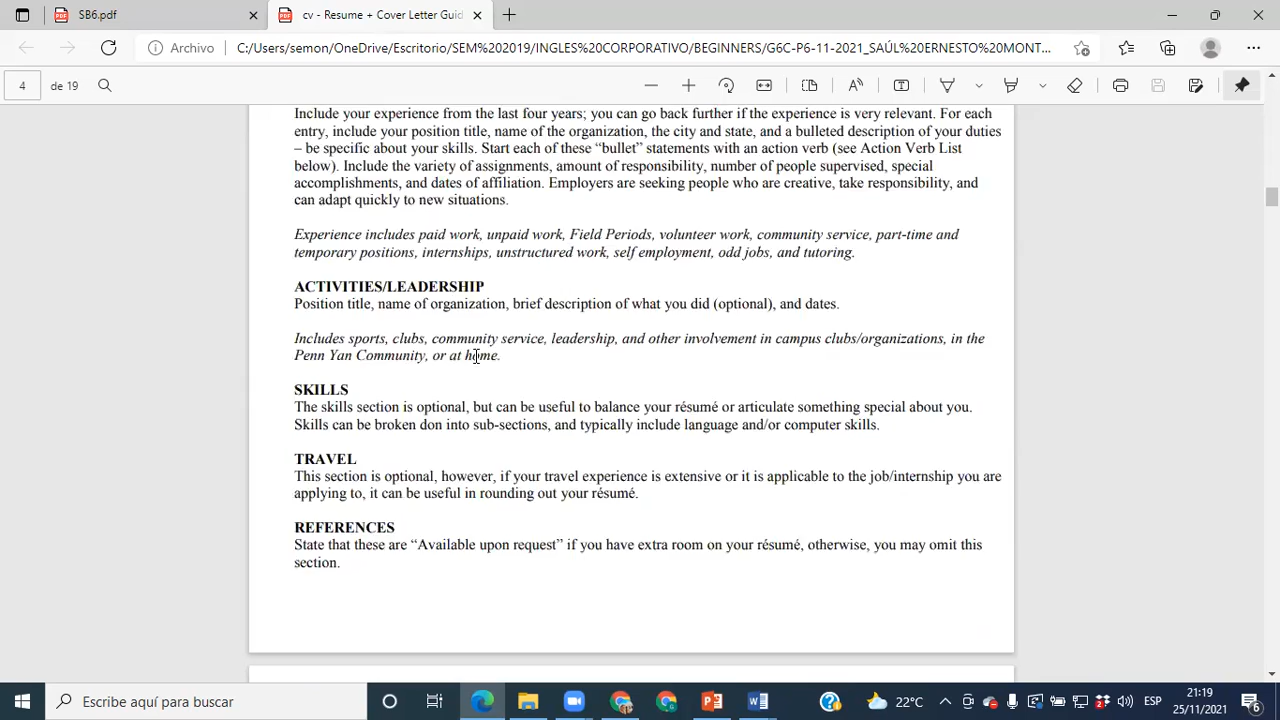 SB6.pdf
cv - Resume + Cover Letter Guid
Archivo C:/Users/semon/OneDrive/Escritorio/SEM%202019/INGLES%20CORPORATIVO/BEGINNERS/G6C-P6-11-2021_SAÚL%20ERNESTO%20MONT...
4 de 19
Include your experience from the last four years; you can go back further if the experience is very relevant. For each
entry, include your position title, name of the organization, the city and state, and a bulleted description of your duties
– be specific about your skills. Start each of these “bullet” statements with an action verb (see Action Verb List
below). Include the variety of assignments, amount of responsibility, number of people supervised, special
accomplishments, and dates of affiliation. Employers are seeking people who are creative, take responsibility, and
can adapt quickly to new situations.
Experience includes paid work, unpaid work, Field Periods, volunteer work, community service, part-time and
temporary positions, internships, unstructured work, self employment, odd jobs, and tutoring.
ACTIVITIES/LEADERSHIP
Position title, name of organization, brief description of what you did (optional), and dates.
Includes sports, clubs, community service, leadership, and other involvement in campus clubs/organizations, in the
Penn Yan Community, or at home.
SKILLS
The skills section is optional, but can be useful to balance your résumé or articulate something special about you.
Skills can be broken don into sub-sections, and typically include language and/or computer skills.
TRAVEL
This section is optional, however, if your travel experience is extensive or it is applicable to the job/internship you are
applying to, it can be useful in rounding out your résumé.
REFERENCES
State that these are “Available upon request” if you have extra room on your résumé, otherwise, you may omit this
section.
Escribe aquí para buscar
22°C
ESP
21:19
25/11/2021
6